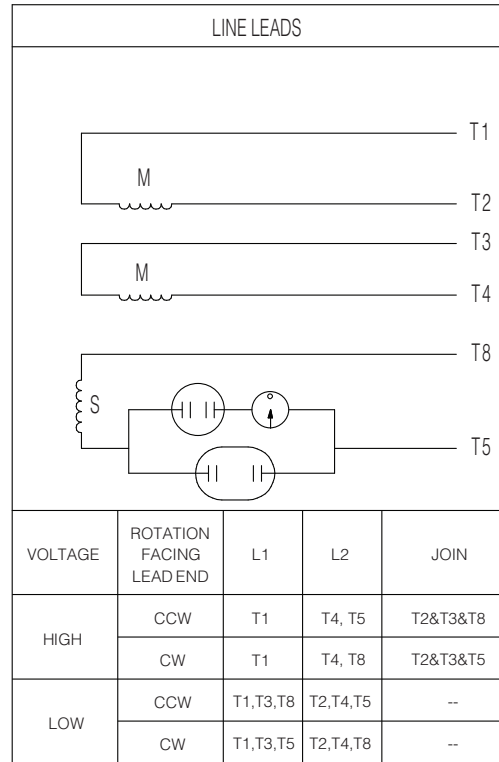 LINE LEADS
T1
M
T2
T3
M
T4
T8
S
T5
VOLTAGE
ROTATION
FACING
LEAD END
L1
L2
JOIN
HIGH
CCW
T1
T4, T5
T2&T3&T8
CW
T1
T4, T8
T2&T3&T5
LOW
CCW
T1,T3,T8
T2,T4,T5
--
CW
T1,T3,T5
T2,T4,T8
--